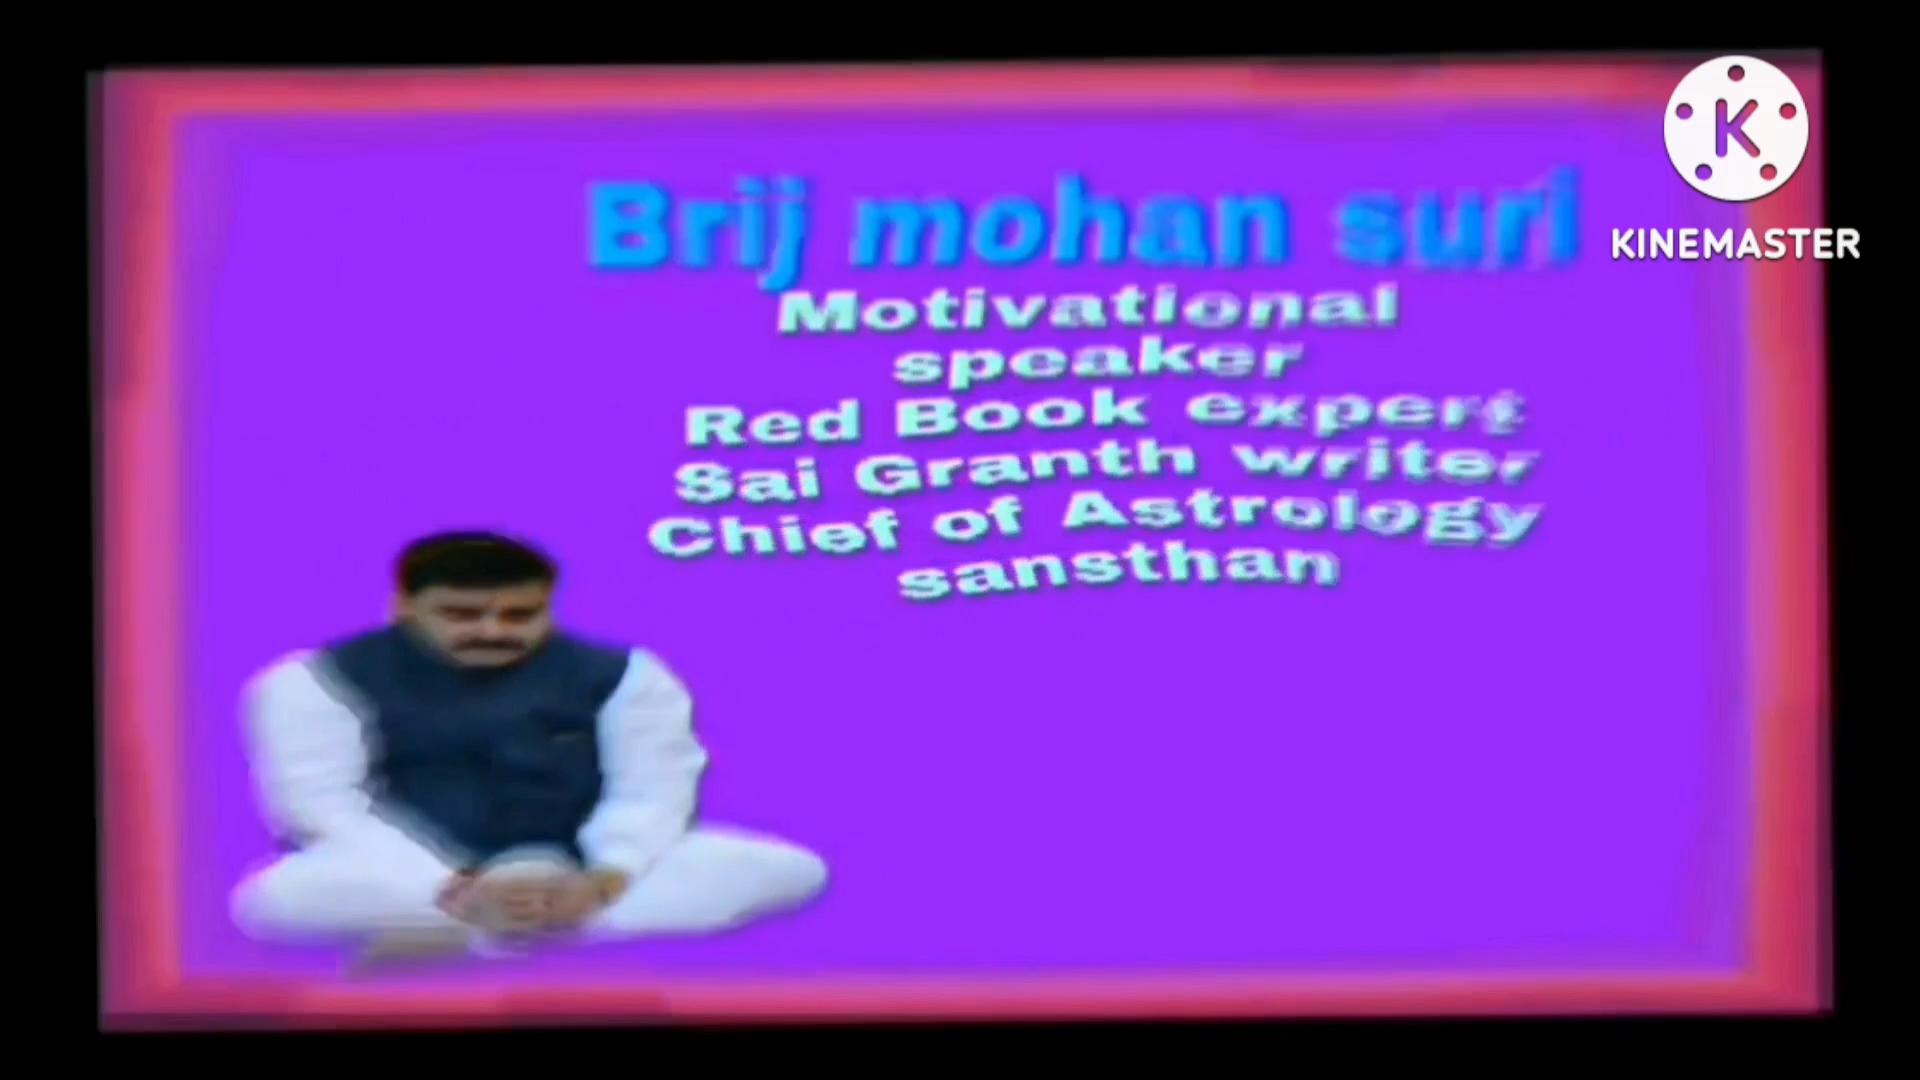 Brij mohan suri
Motivational
speaker
Red Book expert
Sai Granth writer
Chief of Astrology
sansthan
K
KINEMASTER